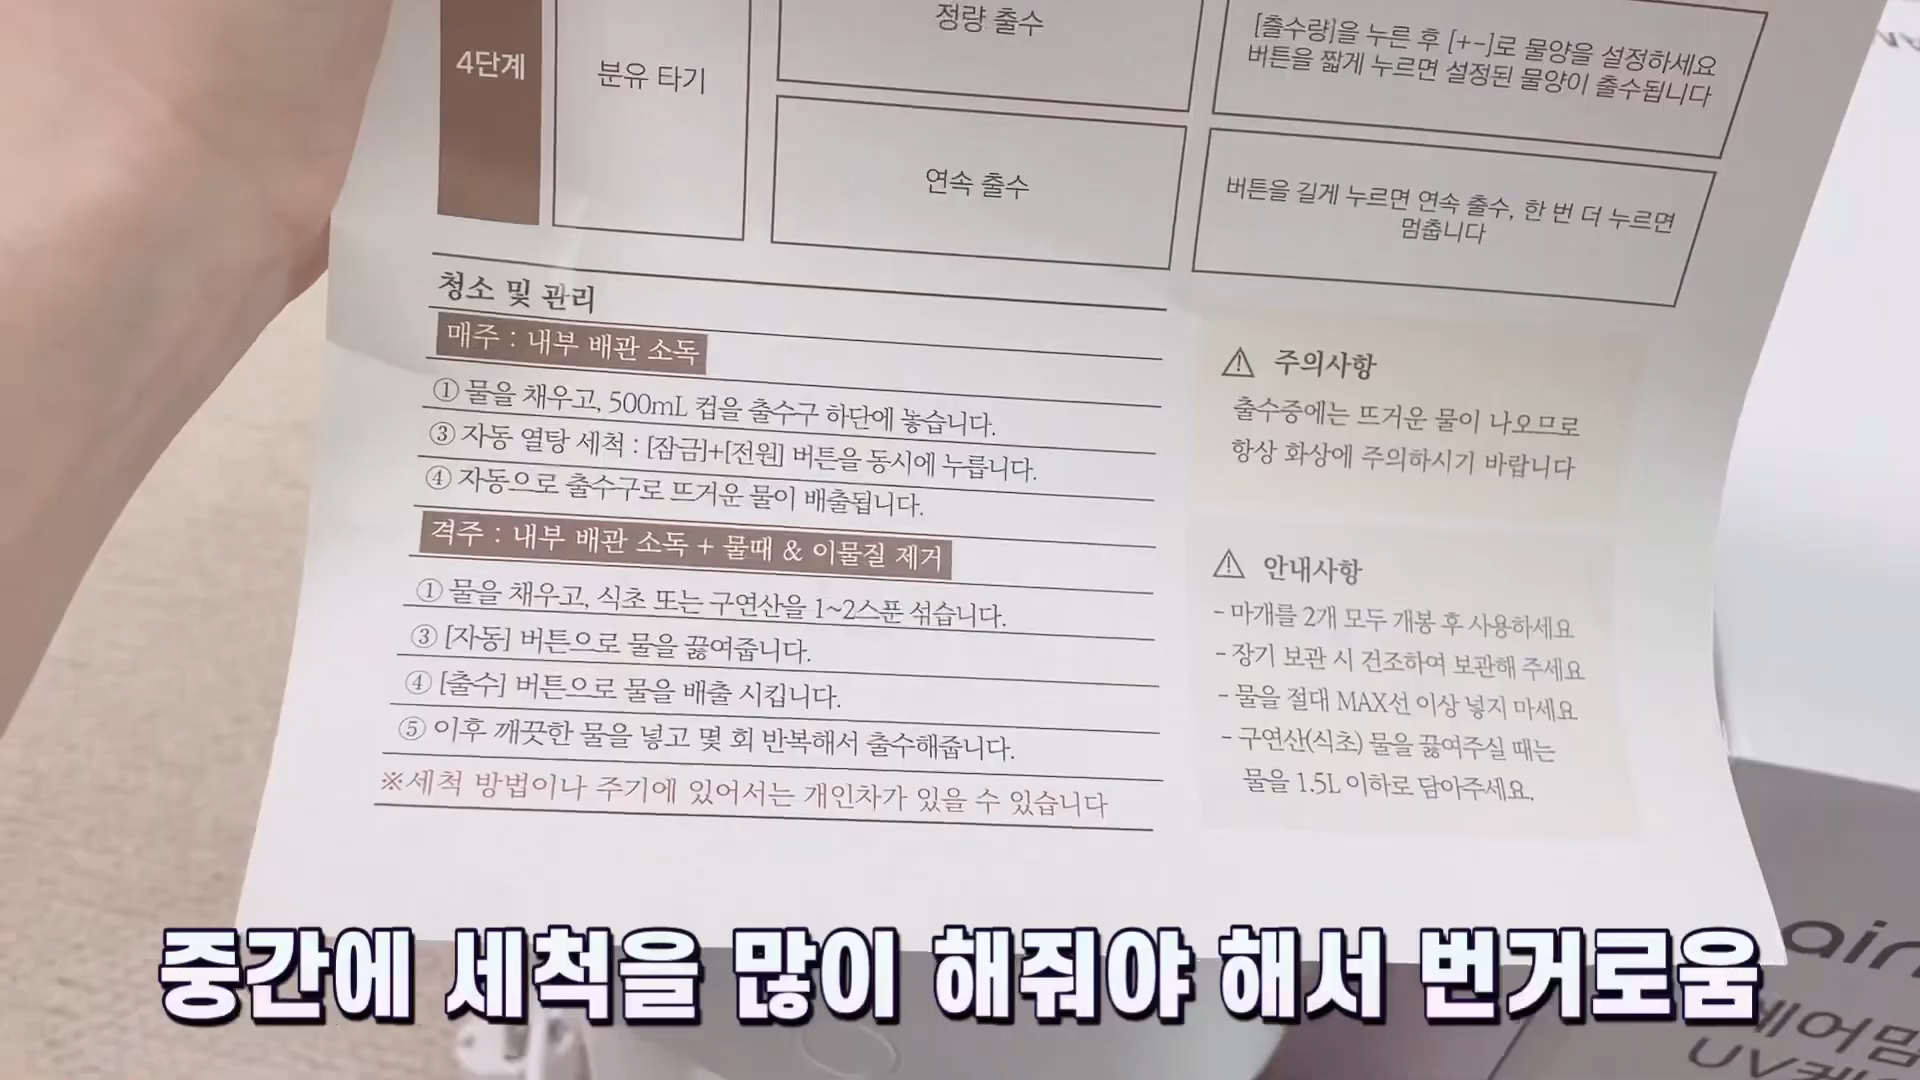 4단계
분유 타기
정량 출수
[출수량]을 누른 후 [+-]로 물양을 설정하세요
버튼을 짧게 누르면 설정된 물양이 출수됩니다
연속 출수
버튼을 길게 누르면 연속 출수, 한 번 더 누르면
멈춥니다
청소 및 관리
매주 : 내부 배관 소독
① 물을 채우고, 500mL 컵을 출수구 하단에 놓습니다.
③ 자동 열탕 세척 : [잠금]+[전원] 버튼을 동시에 누릅니다.
④ 자동으로 출수구로 뜨거운 물이 배출됩니다.
격주 : 내부 배관 소독 + 물때 & 이물질 제거
① 물을 채우고, 식초 또는 구연산을 1~2스푼 섞습니다.
③ [자동] 버튼으로 물을 끓여줍니다.
④ [출수] 버튼으로 물을 배출 시킵니다.
⑤ 이후 깨끗한 물을 넣고 몇 회 반복해서 출수해줍니다.
※세척 방법이나 주기에 있어서는 개인차가 있을 수 있습니다
⚠ 주의사항
출수중에는 뜨거운 물이 나오므로
항상 화상에 주의하시기 바랍니다
⚠ 안내사항
- 마개를 2개 모두 개봉 후 사용하세요
- 장기 보관 시 건조하여 보관해 주세요
- 물을 절대 MAX선 이상 넣지 마세요
- 구연산(식초) 물을 끓여주실 때는
물을 1.5L 이하로 담아주세요.
중간에 세척을 많이 해줘야 해서 번거로움